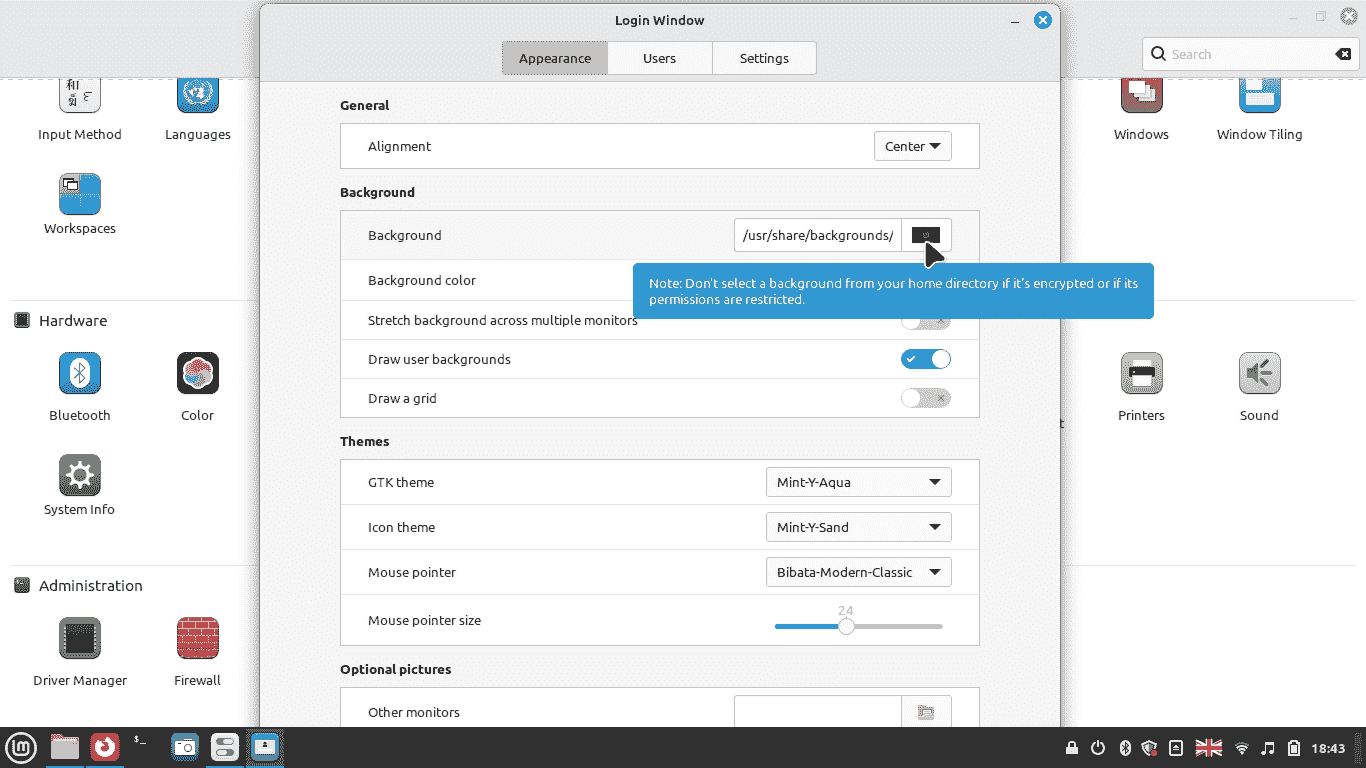 Login Window
Appearance
Users
Settings
Search
Input Method
Languages
Windows
Window Tiling
Workspaces
General
Alignment
Center
Background
Background
/usr/share/backgrounds/
Background color
Note: Don't select a background from your home directory if it's encrypted or if its
permissions are restricted.
Stretch background across multiple monitors
Draw user backgrounds
Draw a grid
Hardware
Bluetooth
Color
Printers
Sound
System Info
Themes
GTK theme
Mint-Y-Aqua
Icon theme
Mint-Y-Sand
Mouse pointer
Bibata-Modern-Classic
Mouse pointer size
24
Administration
Driver Manager
Firewall
Optional pictures
Other monitors
18:43